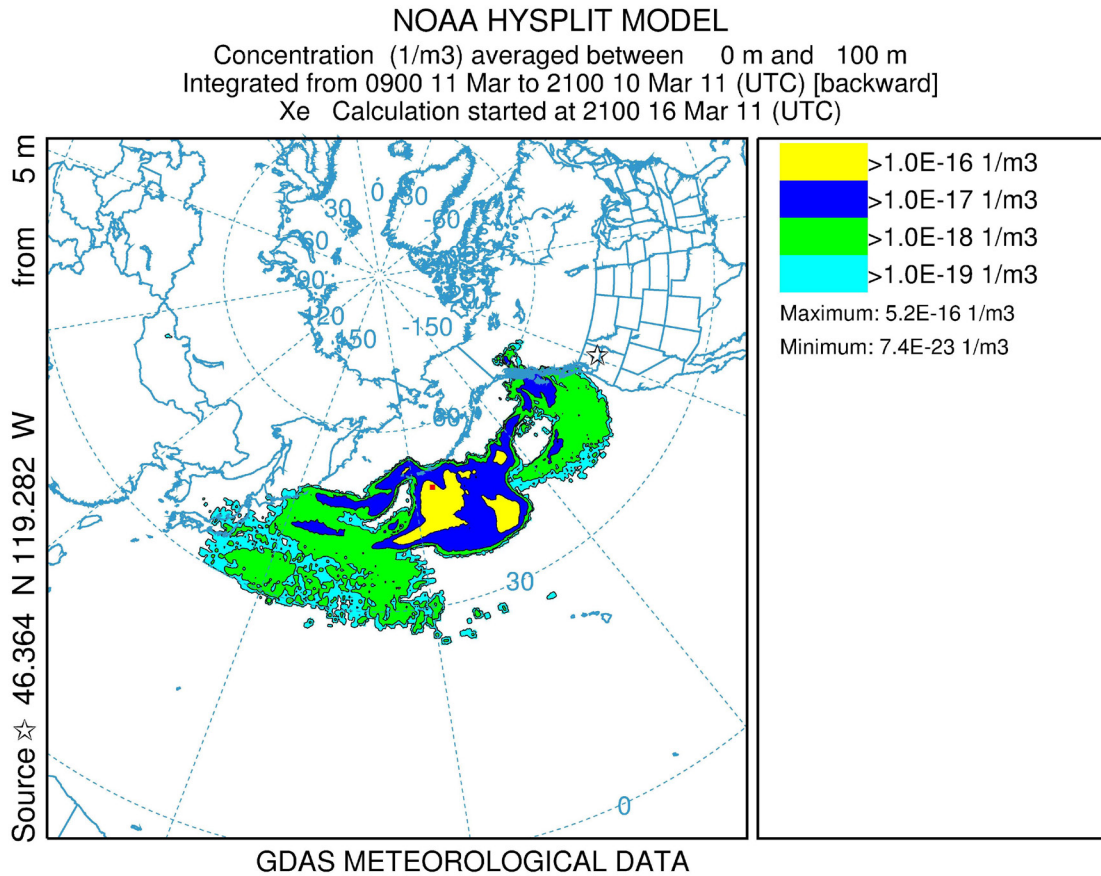 NOAA HYSPLIT MODEL
Concentration (1/m3) averaged between 0 m and 100 m
Integrated from 0900 11 Mar to 2100 10 Mar 11 (UTC) [backward]
Xe Calculation started at 2100 16 Mar 11 (UTC)
Source ☆ 46.364 N 119.282 W from 5 m
0
30
30
-60
60
90
120
150
-150
60
30
0
>1.0E-16 1/m3
>1.0E-17 1/m3
>1.0E-18 1/m3
>1.0E-19 1/m3
Maximum: 5.2E-16 1/m3
Minimum: 7.4E-23 1/m3
GDAS METEOROLOGICAL DATA